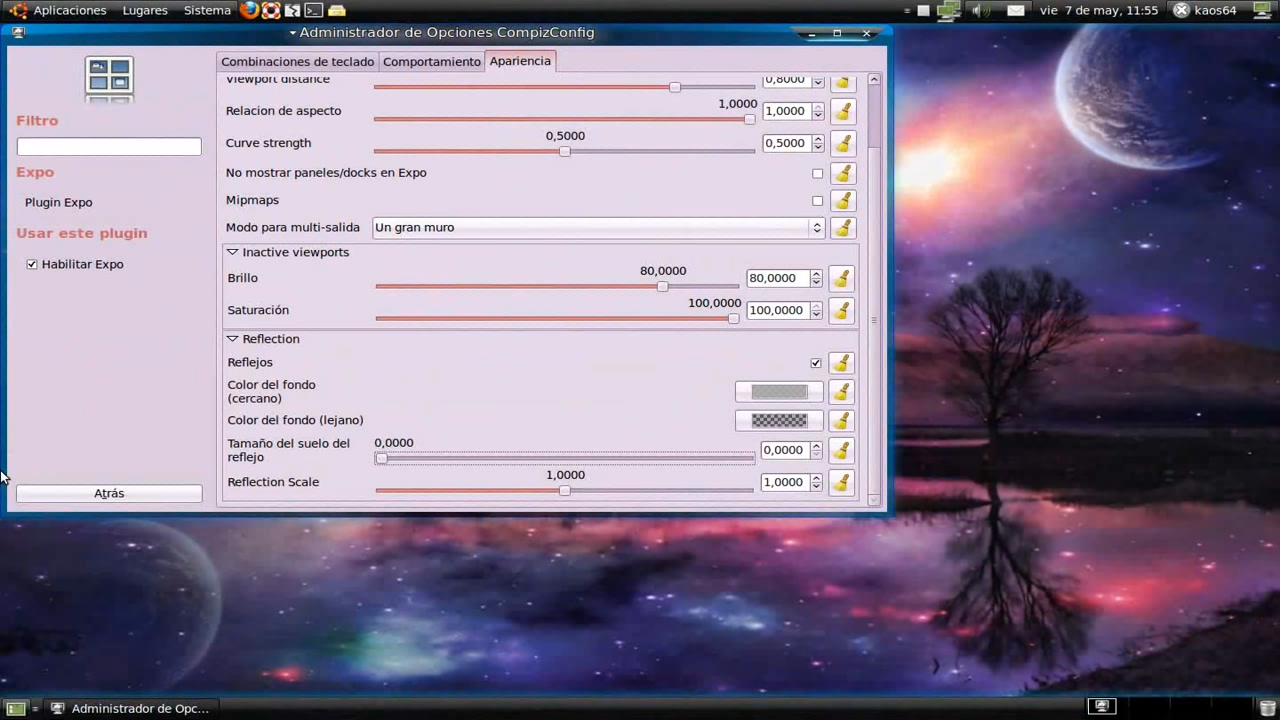 Aplicaciones Lugares Sistema vie 7 de may, 11:55 kaos64
Administrador de Opciones CompizConfig
Combinaciones de teclado Comportamiento Apariencia
Filtro
Expo
Plugin Expo
Usar este plugin
Habilitar Expo
Atrás
Viewport distance 0,8000
Relacion de aspecto 1,0000 1,0000
Curve strength 0,5000 0,5000
No mostrar paneles/docks en Expo
Mipmaps
Modo para multi-salida Un gran muro
Inactive viewports
Brillo 80,0000 80,0000
Saturación 100,0000 100,0000
Reflection
Reflejos
Color del fondo
(cercano)
Color del fondo (lejano)
Tamaño del suelo del
reflejo 0,0000 0,0000
Reflection Scale 1,0000 1,0000
Administrador de Opc...